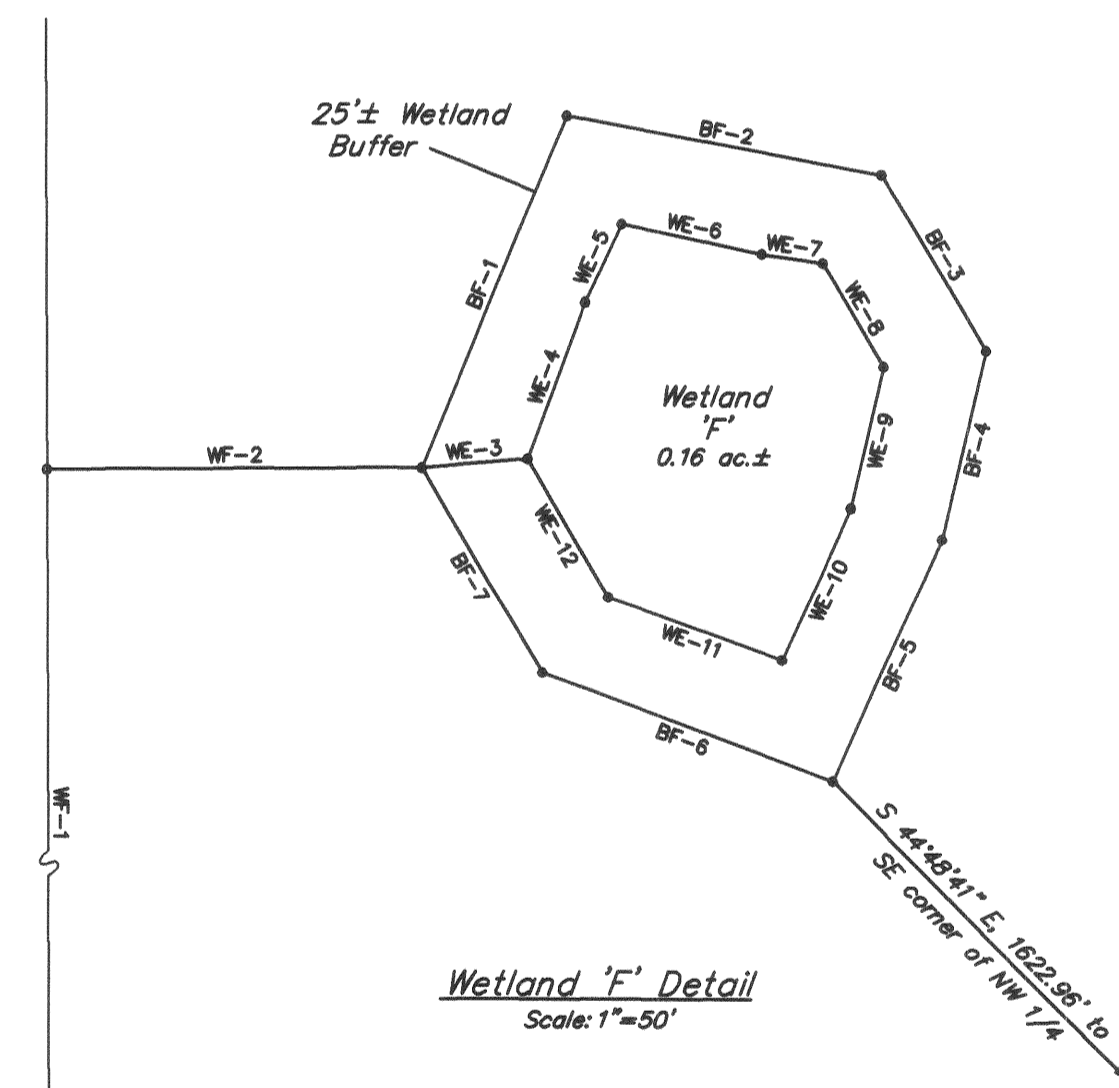 25'± Wetland
Buffer
BF-2
WE-6
WE-7
WE-5
BF-3
BF-1
WE-8
WE-4
Wetland
'F'
0.16 ac.±
WE-9
BF-4
WF-2
WE-3
WE-12
BF-7
WE-10
WE-11
BF-5
BF-6
WF-1
S 44°48'41" E, 1622.96' to
SE corner of NW 1/4
Wetland 'F' Detail
Scale: 1"=50'